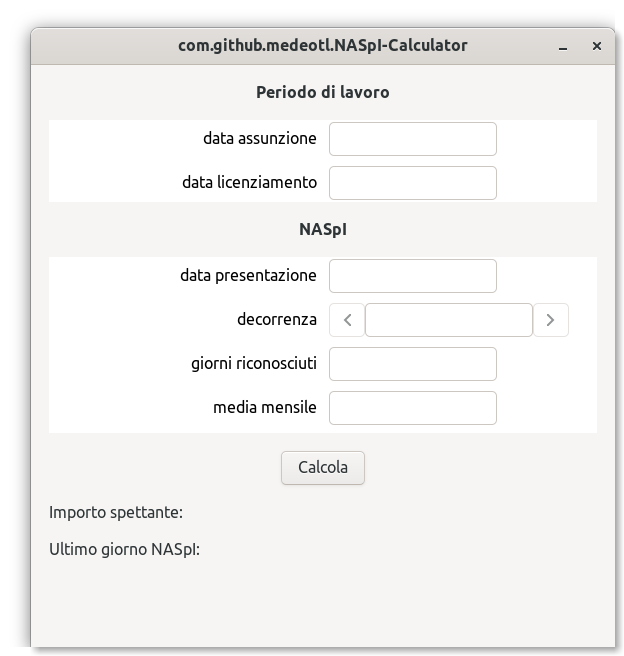 com.github.medeotl.NASpI-Calculator
Periodo di lavoro
data assunzione
data licenziamento
NASpI
data presentazione
decorrenza
giorni riconosciuti
media mensile
Calcola
Importo spettante:
Ultimo giorno NASpI: